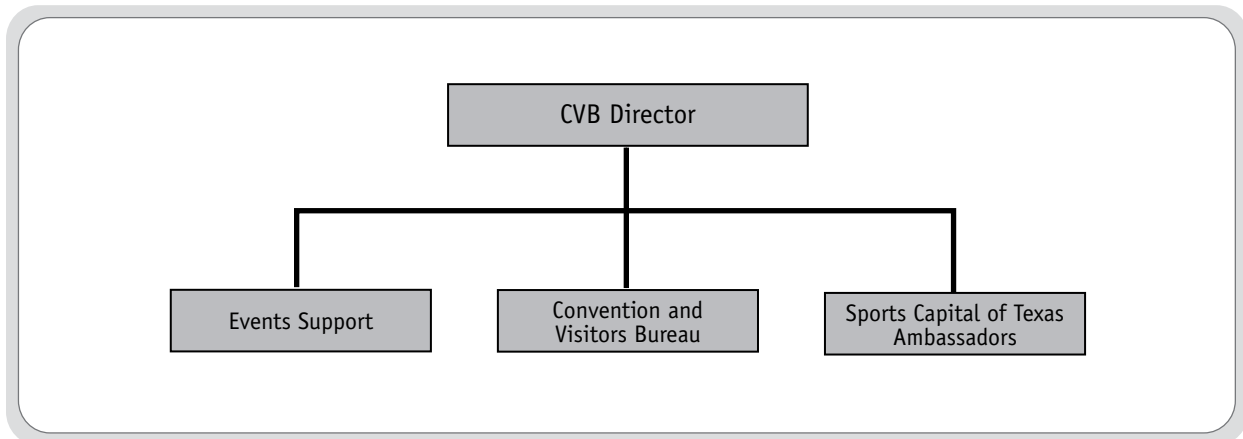 CVB Director
Events Support
Convention and
Visitors Bureau
Sports Capital of Texas
Ambassadors